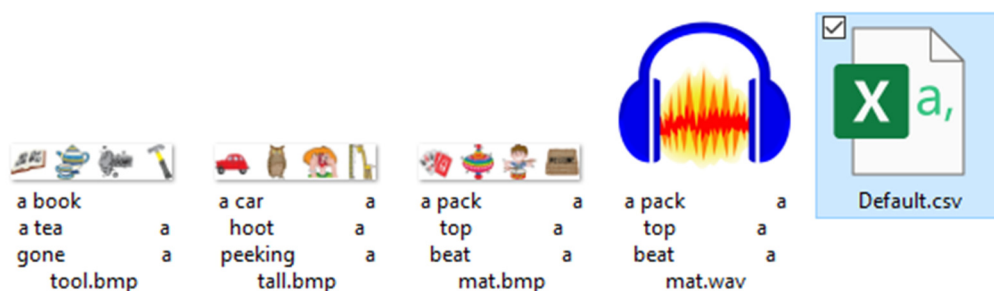 a book
a tea a
gone a
tool.bmp
a car a
hoot a
peeking a
tall.bmp
a pack a
top a
beat a
mat.bmp
a pack a
top a
beat a
mat.wav
X a,
Default.csv